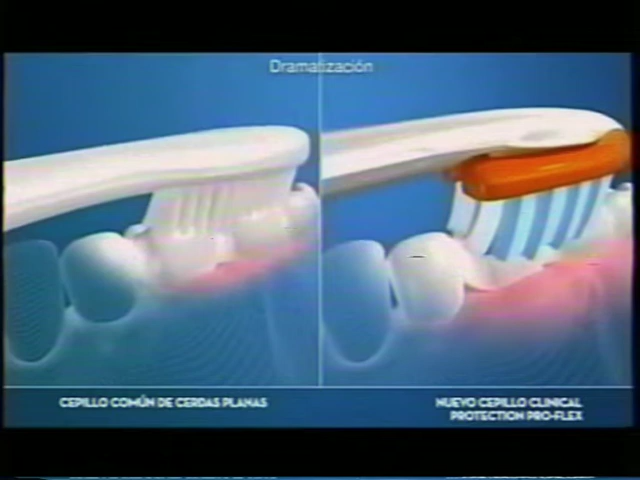 Dramatización
CEPILLO COMÚN DE CERDAS PLANAS
NUEVO CEPILLO CLINICAL
PROTECTION PRO-FLEX